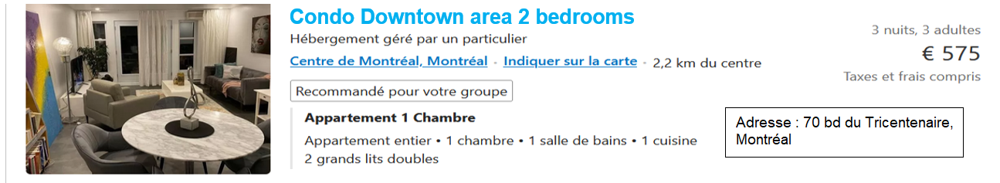 Condo Downtown area 2 bedrooms
Hébergement géré par un particulier
Centre de Montréal, Montréal · Indiquer sur la carte · 2,2 km du centre
Recommandé pour votre groupe
Appartement 1 Chambre
Appartement entier • 1 chambre • 1 salle de bains • 1 cuisine
2 grands lits doubles
3 nuits, 3 adultes
€ 575
Taxes et frais compris
Adresse : 70 bd du Tricentenaire,
Montréal